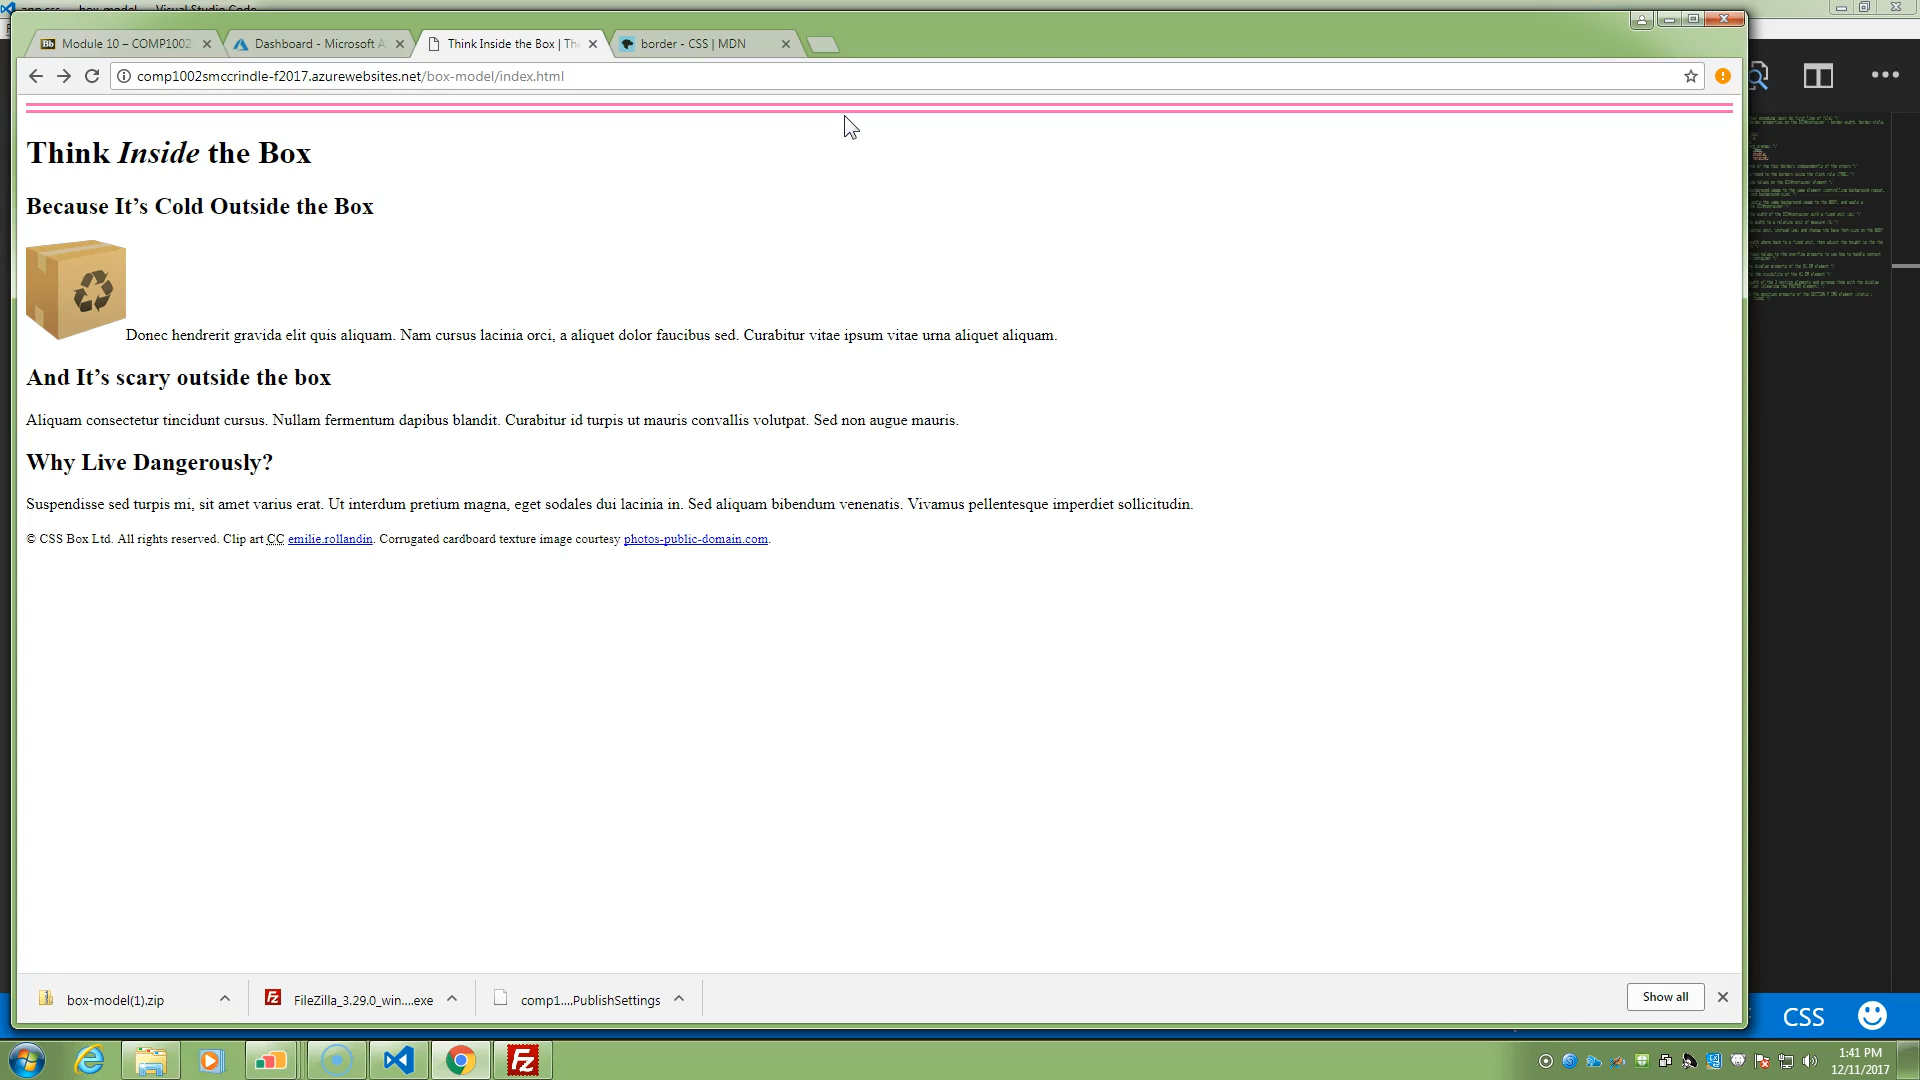 app.css - box-model - Visual Studio Code
Module 10 – COMP1002
Dashboard - Microsoft A
Think Inside the Box | Th
border - CSS | MDN
comp1002smccrindle-f2017.azurewebsites.net/box-model/index.html
Think Inside the Box
Because It’s Cold Outside the Box
Donec hendrerit gravida elit quis aliquam. Nam cursus lacinia orci, a aliquet dolor faucibus sed. Curabitur vitae ipsum vitae urna aliquet aliquam.
And It’s scary outside the box
Aliquam consectetur tincidunt cursus. Nullam fermentum dapibus blandit. Curabitur id turpis ut mauris convallis volutpat. Sed non augue mauris.
Why Live Dangerously?
Suspendisse sed turpis mi, sit amet varius erat. Ut interdum pretium magna, eget sodales dui lacinia in. Sed aliquam bibendum venenatis. Vivamus pellentesque imperdiet sollicitudin.
© CSS Box Ltd. All rights reserved. Clip art CC emilie.rollandin. Corrugated cardboard texture image courtesy photos-public-domain.com.
box-model(1).zip
FileZilla_3.29.0_win....exe
comp1....PublishSettings
Show all
CSS
1:41 PM
12/11/2017